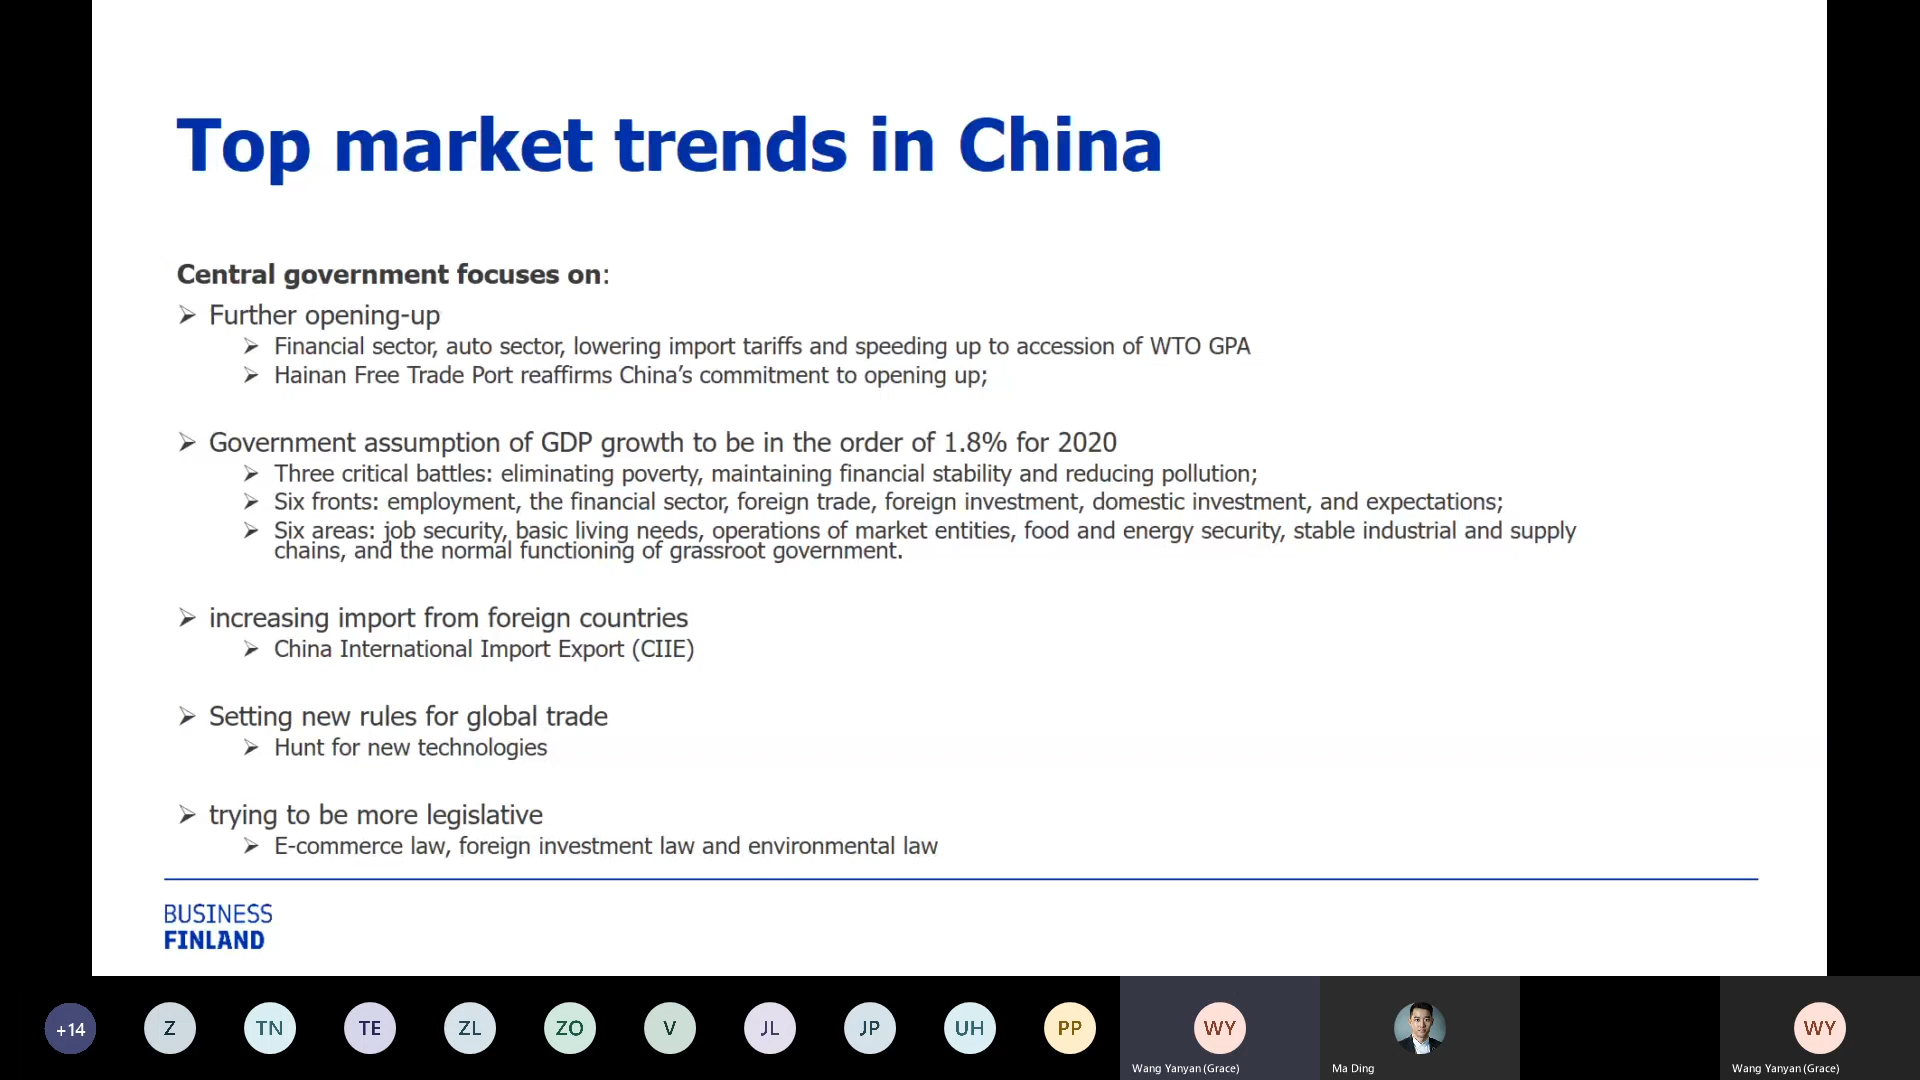 Top market trends in China
Central government focuses on:
➢ Further opening-up
➢ Financial sector, auto sector, lowering import tariffs and speeding up to accession of WTO GPA
➢ Hainan Free Trade Port reaffirms China’s commitment to opening up;
➢ Government assumption of GDP growth to be in the order of 1.8% for 2020
➢ Three critical battles: eliminating poverty, maintaining financial stability and reducing pollution;
➢ Six fronts: employment, the financial sector, foreign trade, foreign investment, domestic investment, and expectations;
➢ Six areas: job security, basic living needs, operations of market entities, food and energy security, stable industrial and supply
chains, and the normal functioning of grassroot government.
➢ increasing import from foreign countries
➢ China International Import Export (CIIE)
➢ Setting new rules for global trade
➢ Hunt for new technologies
➢ trying to be more legislative
➢ E-commerce law, foreign investment law and environmental law
BUSINESS
FINLAND
+14
Z
TN
TE
ZL
ZO
V
JL
JP
UH
PP
WY
Wang Yanyan (Grace)
Ma Ding
WY
Wang Yanyan (Grace)